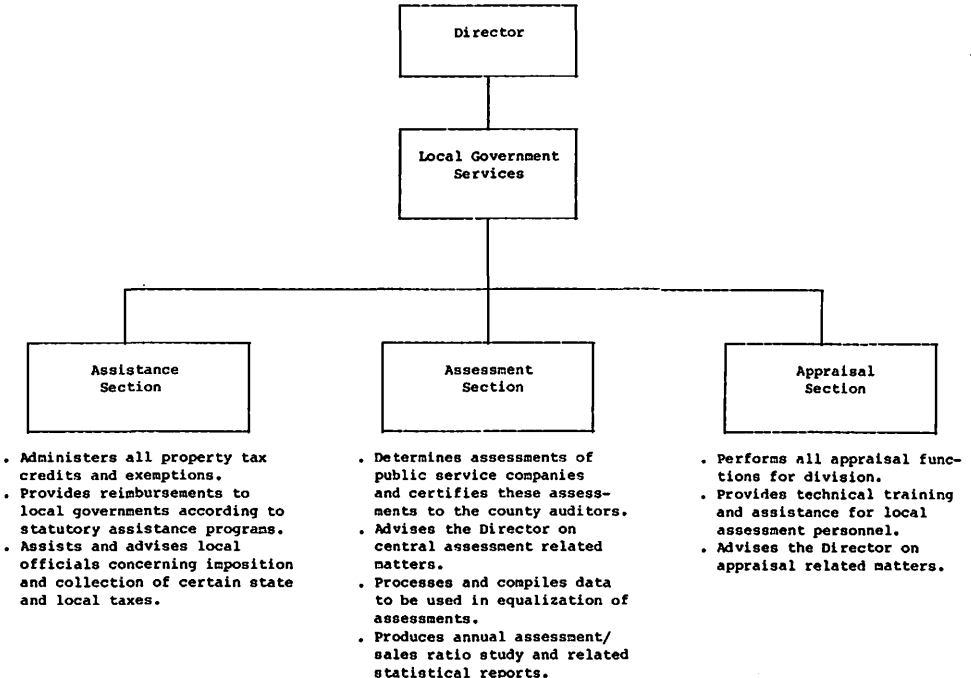 Director
Local Government
Services
Assistance
Section
. Administers all property tax
credits and exemptions.
. Provides reimbursements to
local governments according to
statutory assistance programs.
. Assists and advises local
officials concerning imposition
and collection of certain state
and local taxes.
Assessment
Section
. Determines assessments of
public service companies
and certifies these assess-
ments to the county auditors.
. Advises the Director on
central assessment related
matters.
. Processes and compiles data
to be used in equalization of
assessments.
. Produces annual assessment/
sales ratio study and related
statistical reports.
Appraisal
Section
. Performs all appraisal func-
tions for division.
. Provides technical training
and assistance for local
assessment personnel.
. Advises the Director on
appraisal related matters.